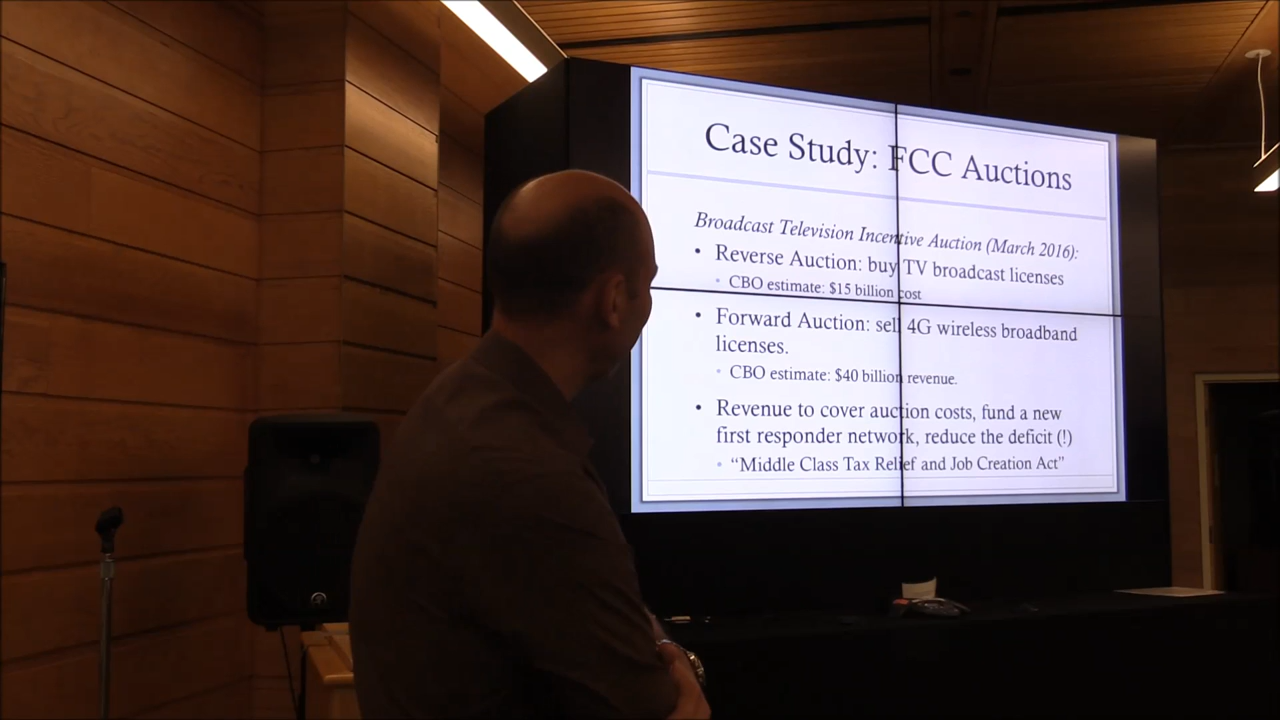 Case Study: FCC Auctions
Broadcast Television Incentive Auction (March 2016):
• Reverse Auction: buy TV broadcast licenses
• CBO estimate: $15 billion cost
• Forward Auction: sell 4G wireless broadband
licenses.
• CBO estimate: $40 billion revenue.
• Revenue to cover auction costs, fund a new
first responder network, reduce the deficit (!)
• “Middle Class Tax Relief and Job Creation Act”